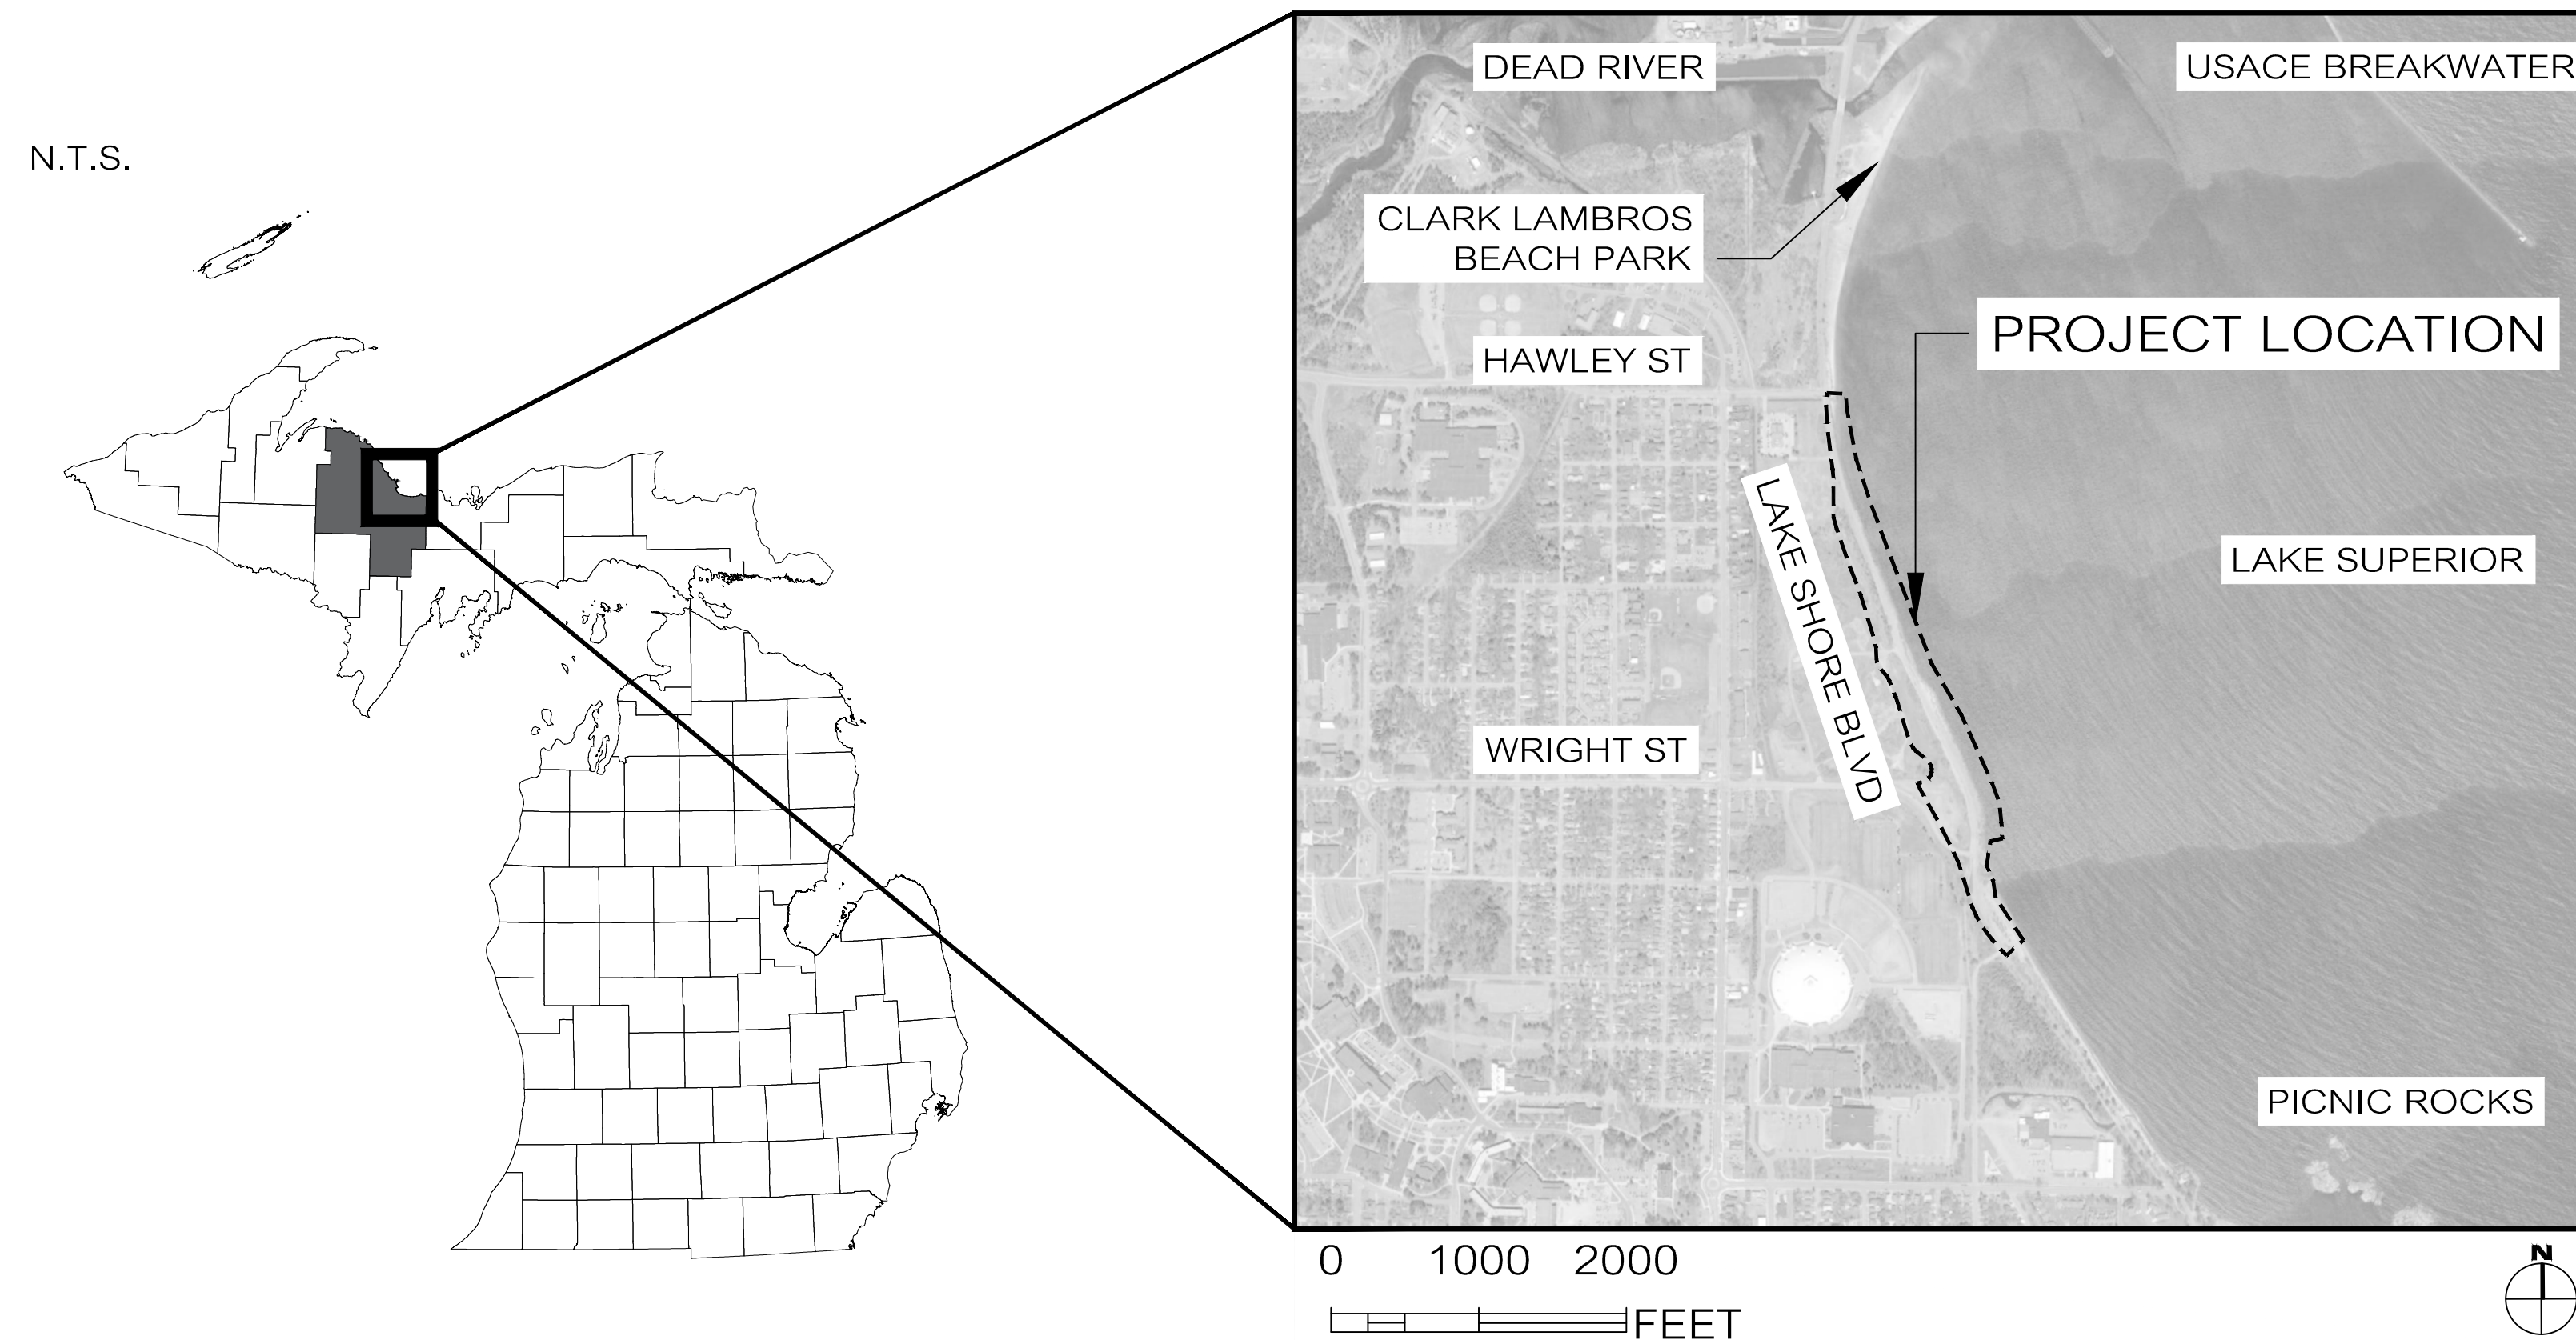 N.T.S.
DEAD RIVER
USACE BREAKWATER
CLARK LAMBROS
BEACH PARK
PROJECT LOCATION
HAWLEY ST
LAKE SHORE BLVD
LAKE SUPERIOR
WRIGHT ST
PICNIC ROCKS
0 1000 2000
FEET
N